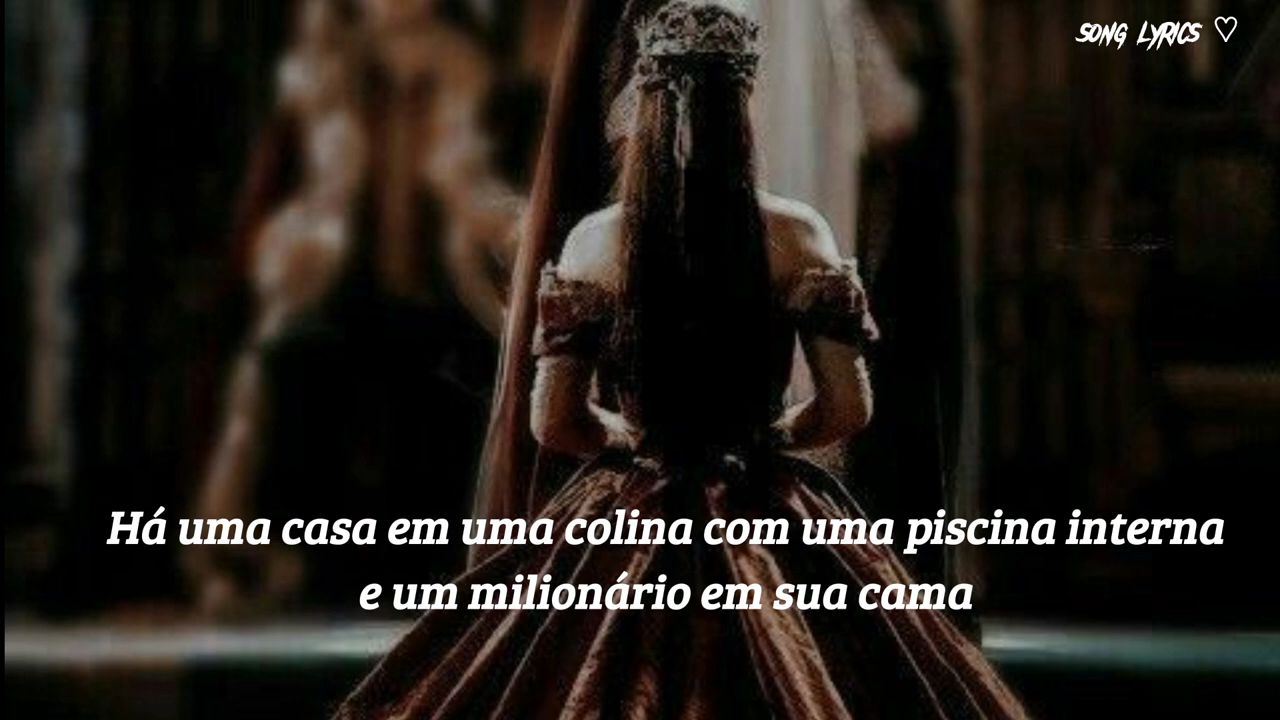 SONG LYRICS ♡
Há uma casa em uma colina com uma piscina interna
e um milionário em sua cama